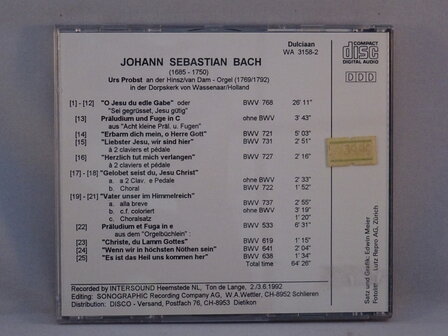 Dulciaan
WA 3158-2
COMPACT
disc
DIGITAL AUDIO
DDD
JOHANN SEBASTIAN BACH
(1685 - 1750)
Urs Probst an der Hinsz/van Dam - Orgel (1769/1792)
in der Dorpskerk von Wassenaar/Holland
[1] - [12] "O Jesu du edle Gabe" oder BWV 768 26' 11"
"Sei gegrüsset, Jesu gütig"
[13] Präludium und Fuge in C ohne BWV 3' 43"
aus "Acht kleine Präl. u. Fugen"
[14] "Erbarm dich mein, o Herre Gott" BWV 721 5' 03"
[15] "Liebster Jesu, wir sind hier" BWV 731 2' 51"
à 2 claviers et pédale
[16] "Herzlich tut mich verlangen" BWV 727 2' 16"
à 2 claviers et pédale
[17] - [18] "Gelobet seist du, Jesu Christ"
a. a 2 Clav. e Pedale ohne BWV 2' 33"
b. Choral BWV 722 1' 52"
[19] - [21] "Vater unser im Himmelreich"
a. alla breve BWV 737 2' 55"
b. c.f. coloriert ohne BWV 3' 19"
c. Choralsatz 1' 20"
[22] Präludium et Fuga in e BWV 533 6' 31"
aus dem "Orgelbüchlein" :
[23] "Christe, du Lamm Gottes" BWV 619 1' 15"
[24] "Wenn wir in höchsten Nöthen sein" BWV 641 2' 04"
[25] "Es ist das Heil uns kommen her" BWV 638 1' 34"
Total time : 64' 26"
Recorded by INTERSOUND Heemstede NL, Ton de Lange, 2./3.6.1992
Editing: SONOGRAPHIC Recording Company AG, W.A.Wettler, CH-8952 Schlieren
Distribution: DISCO - Versand, Postfach 76, CH-8953 Dietikon
Satz und Grafik: Edwin Meier
Lutz Repro AG, Zürich